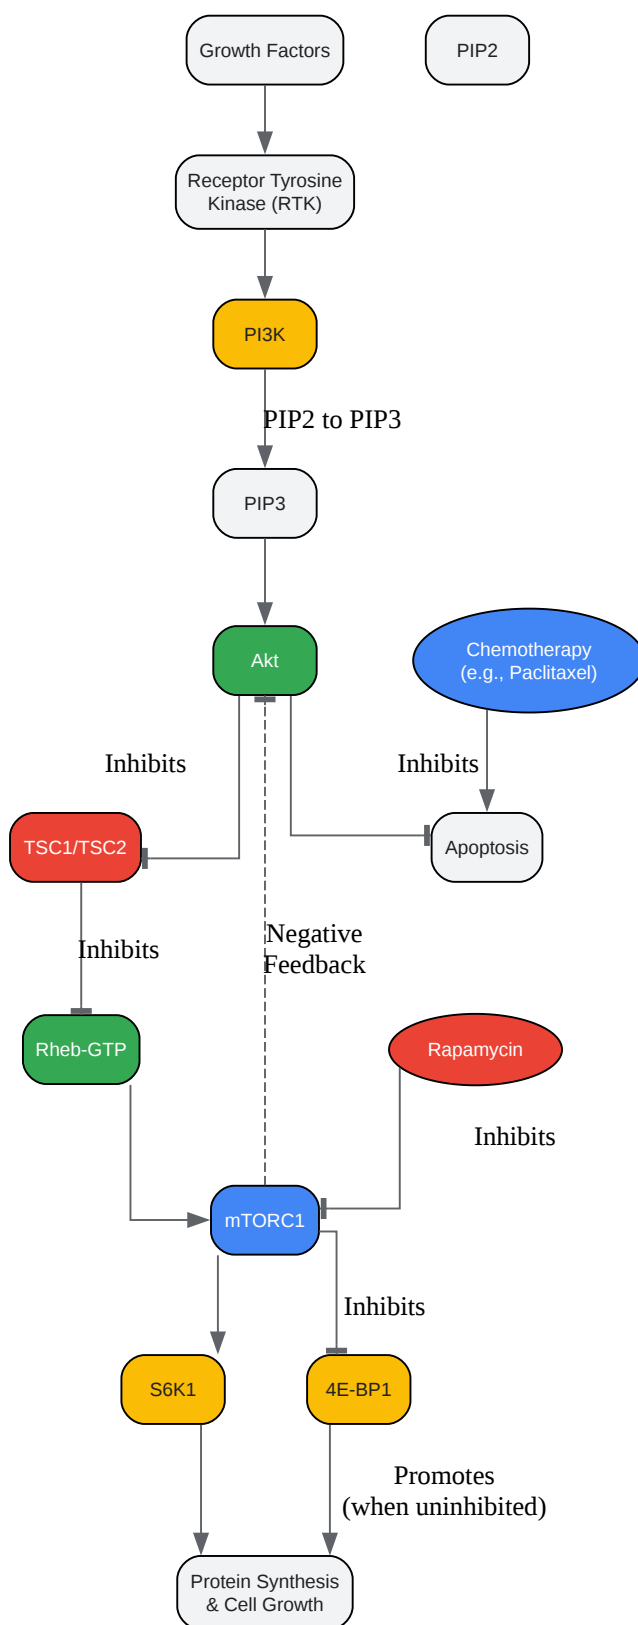 Growth Factors
PIP2
Receptor Tyrosine
Kinase (RTK)
PI3K
PIP2 to PIP3
PIP3
Akt
Chemotherapy
(e.g., Paclitaxel)
Inhibits
Inhibits
TSC1/TSC2
Apoptosis
Negative
Feedback
Inhibits
Rheb-GTP
Rapamycin
Inhibits
mTORC1
Inhibits
S6K1
4E-BP1
Promotes
(when uninhibited)
Protein Synthesis
& Cell Growth